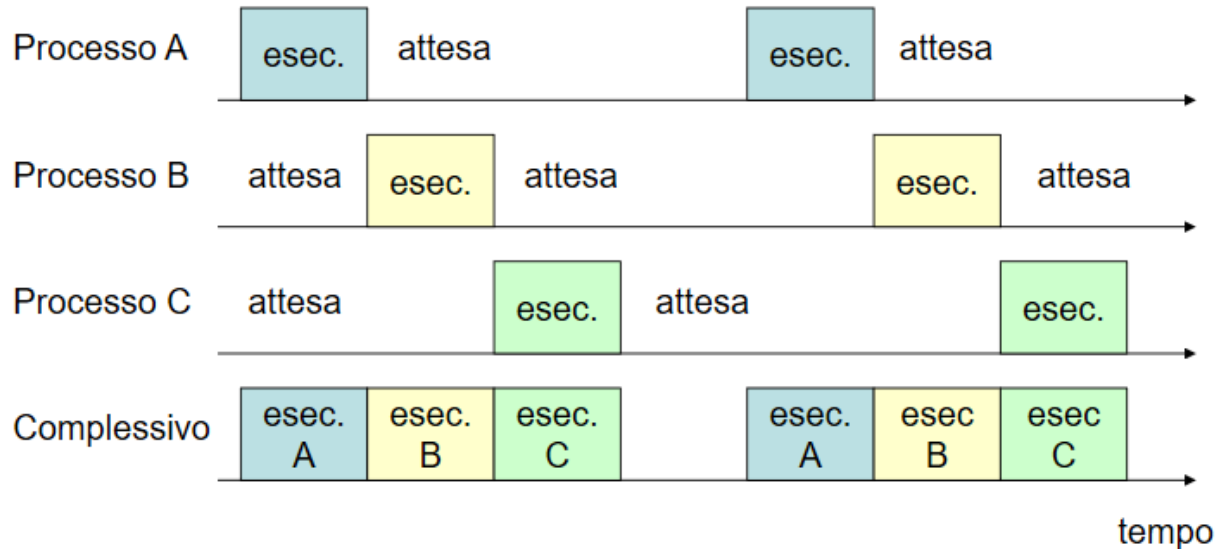 Processo A esec. attesa esec. attesa
Processo B attesa esec. attesa esec. attesa
Processo C attesa esec. attesa esec.
Complessivo esec. esec. esec. esec. esec esec
A B C A B C
tempo